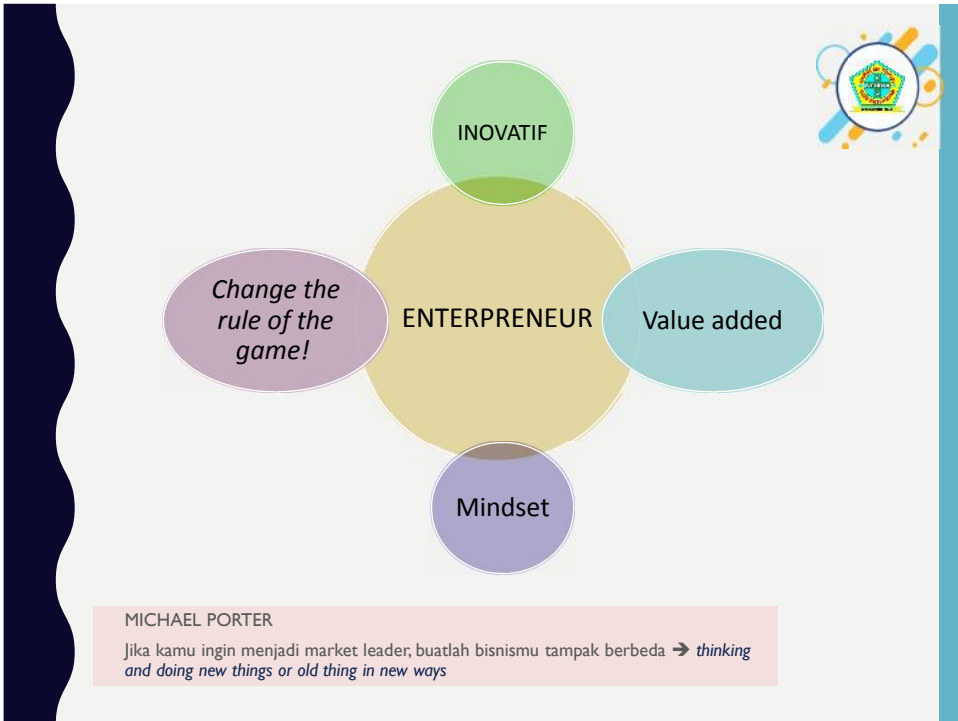 INOVATIF
Change the
rule of the
game!
ENTERPRENEUR
Value added
Mindset
MICHAEL PORTER
Jika kamu ingin menjadi market leader, buatlah bisnismu tampak berbeda ➔ thinking
and doing new things or old thing in new ways